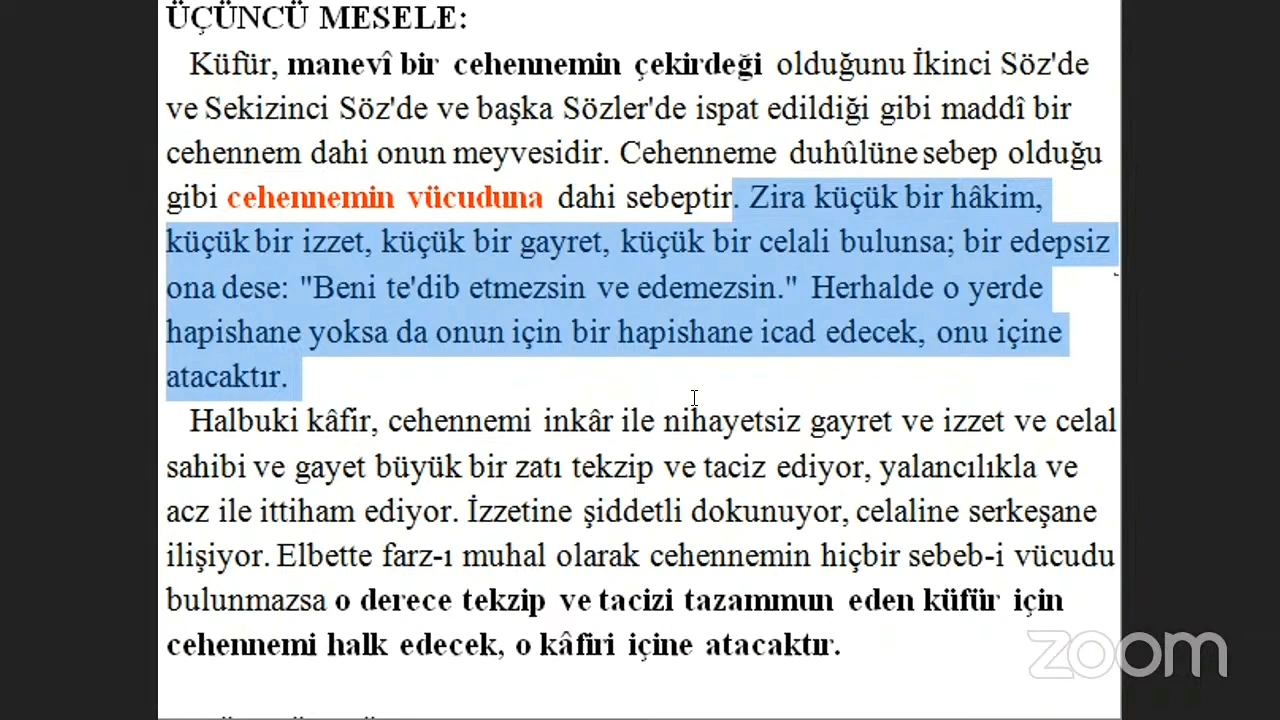 ÜÇÜNCÜ MESELE:
Küfür, manevî bir cehennemin çekirdeği olduğunu İkinci Söz'de
ve Sekizinci Söz'de ve başka Sözler'de ispat edildiği gibi maddî bir
cehennem dahi onun meyvesidir. Cehenneme duhûlüne sebep olduğu
gibi cehennemin vücuduna dahi sebeptir. Zira küçük bir hâkim,
küçük bir izzet, küçük bir gayret, küçük bir celali bulunsa; bir edepsiz
ona dese: "Beni te'dib etmezsin ve edemezsin." Herhalde o yerde
hapishane yoksa da onun için bir hapishane icad edecek, onu içine
atacaktır.
Halbuki kâfir, cehennemi inkâr ile nihayetsiz gayret ve izzet ve celal
sahibi ve gayet büyük bir zatı tekzip ve taciz ediyor, yalancılıkla ve
acz ile ittiham ediyor. İzzetine şiddetli dokunuyor, celaline serkeşane
ilişiyor. Elbette farz-ı muhal olarak cehennemin hiçbir sebeb-i vücudu
bulunmazsa o derece tekzip ve tacizi tazammun eden küfür için
cehennemi halk edecek, o kâfiri içine atacaktır.
zoom